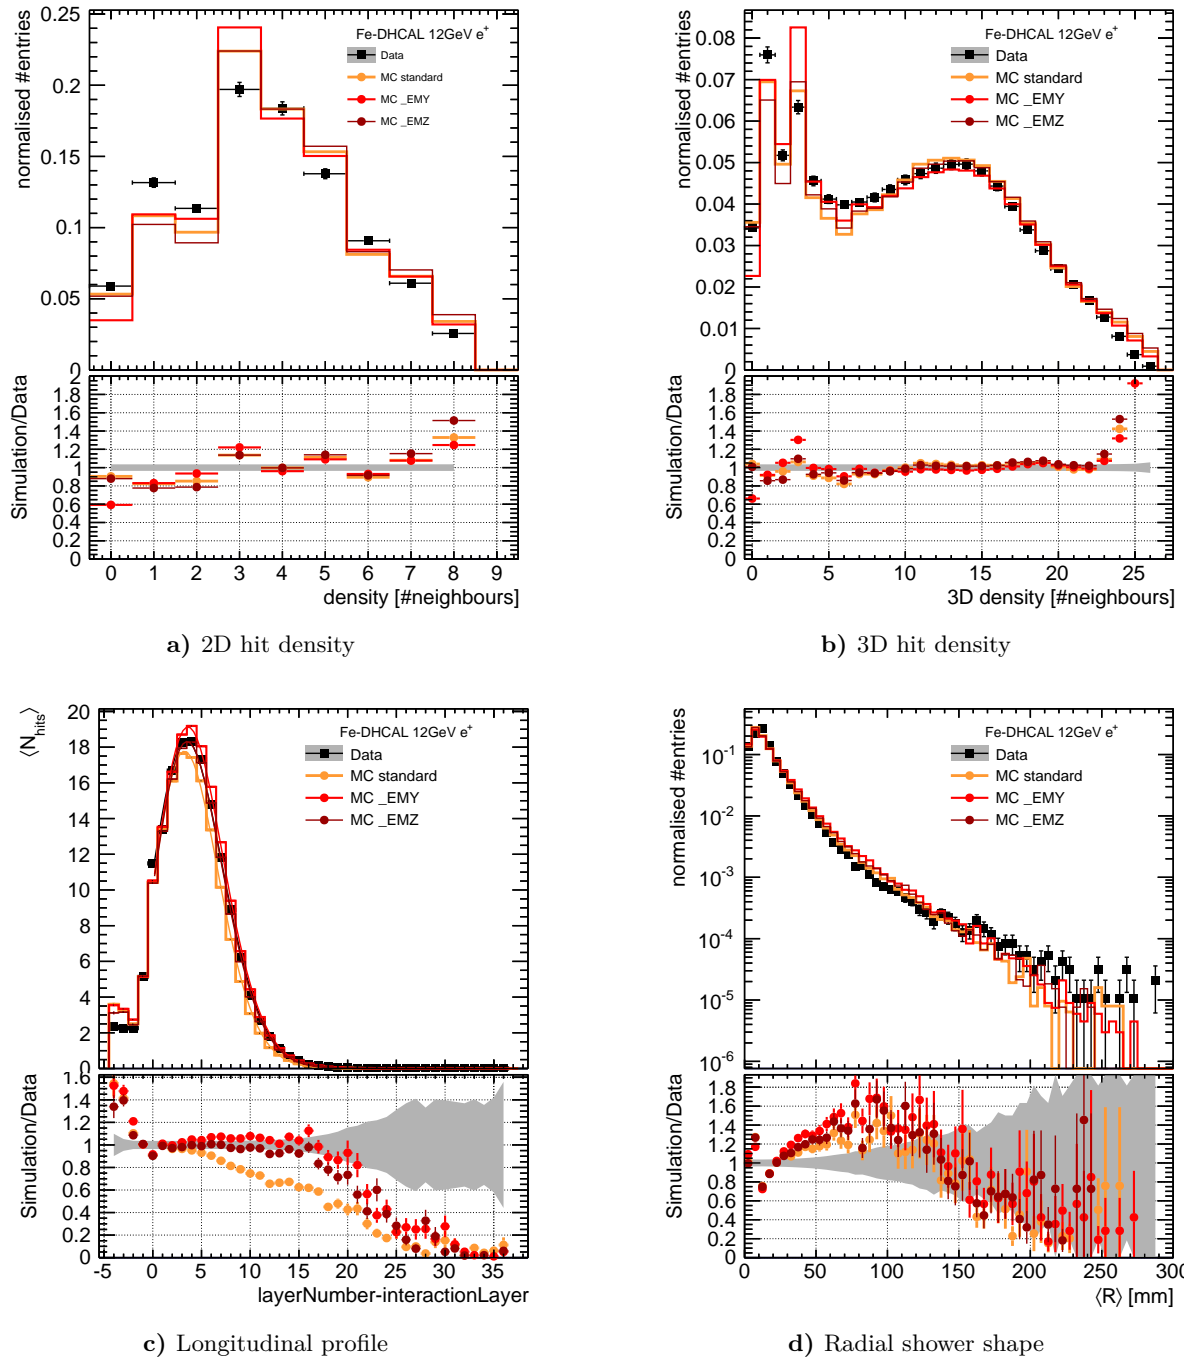 normalised #entries
0.25
0.2
0.15
0.1
0.05
0
Fe-DHCAL 12GeV e⁺
Data
MC standard
MC _EMY
MC _EMZ
Simulation/Data
2
1.8
1.6
1.4
1.2
1
0.8
0.6
0.4
0.2
0
0 1 2 3 4 5 6 7 8 9
density [#neighbours]
a) 2D hit density
normalised #entries
0.08
0.07
0.06
0.05
0.04
0.03
0.02
0.01
0
Fe-DHCAL 12GeV e⁺
Data
MC standard
MC _EMY
MC _EMZ
Simulation/Data
2
1.8
1.6
1.4
1.2
1
0.8
0.6
0.4
0.2
0
0 5 10 15 20 25
3D density [#neighbours]
b) 3D hit density
⟨N_hits⟩
20
18
16
14
12
10
8
6
4
2
0
Fe-DHCAL 12GeV e⁺
Data
MC standard
MC _EMY
MC _EMZ
Simulation/Data
1.6
1.4
1.2
1
0.8
0.6
0.4
0.2
0
-5 0 5 10 15 20 25 30 35
layerNumber-interactionLayer
c) Longitudinal profile
normalised #entries
10⁻¹
10⁻²
10⁻³
10⁻⁴
10⁻⁵
10⁻⁶
Fe-DHCAL 12GeV e⁺
Data
MC standard
MC _EMY
MC _EMZ
Simulation/Data
1.8
1.6
1.4
1.2
1
0.8
0.6
0.4
0.2
0
0 50 100 150 200 250 300
⟨R⟩ [mm]
d) Radial shower shape